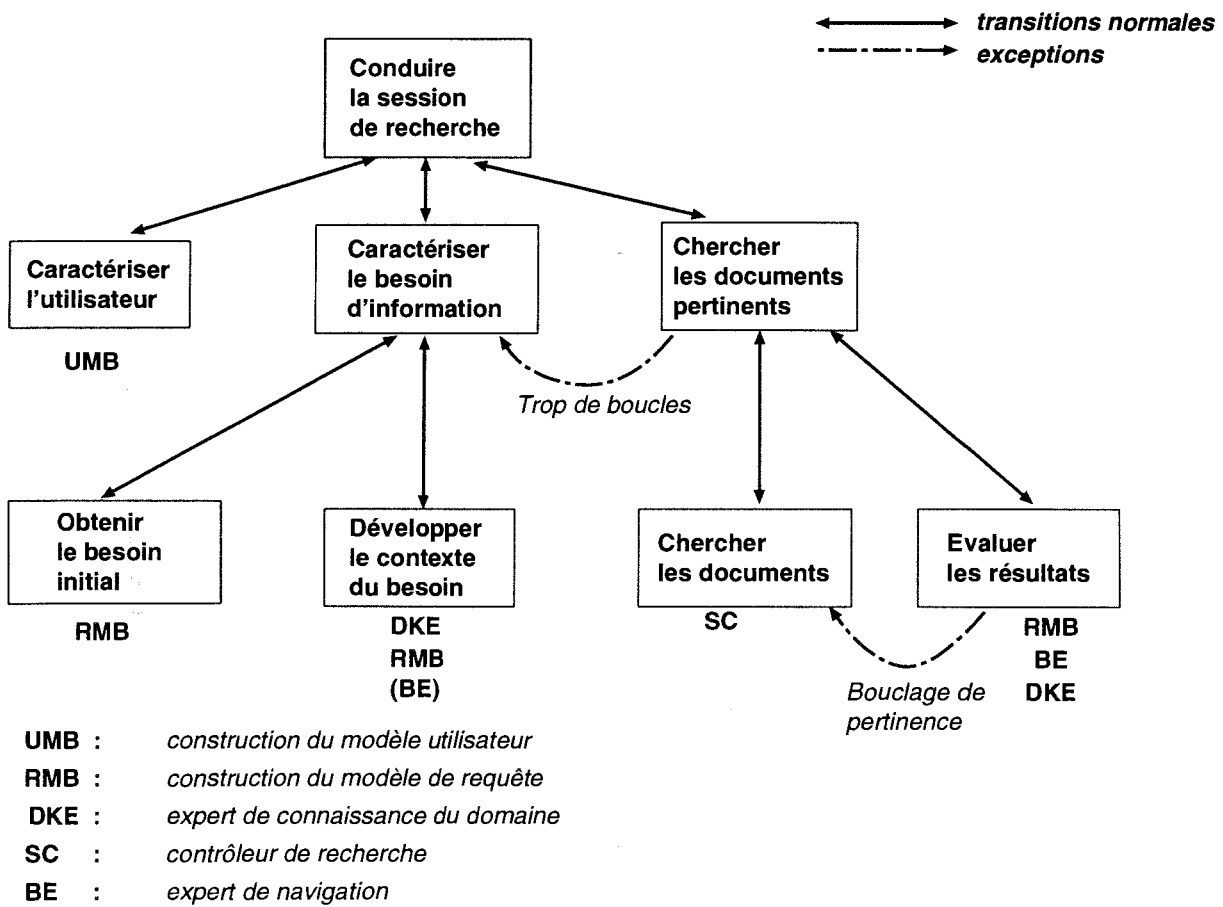 transitions normales
exceptions
Conduire
la session
de recherche
Caractériser
l'utilisateur
UMB
Caractériser
le besoin
d'information
Chercher
les documents
pertinents
Trop de boucles
Obtenir
le besoin
initial
RMB
Développer
le contexte
du besoin
DKE
RMB
(BE)
Chercher
les documents
SC
Evaluer
les résultats
RMB
BE
DKE
Bouclage de
pertinence
UMB : construction du modèle utilisateur
RMB : construction du modèle de requête
DKE : expert de connaissance du domaine
SC : contrôleur de recherche
BE : expert de navigation